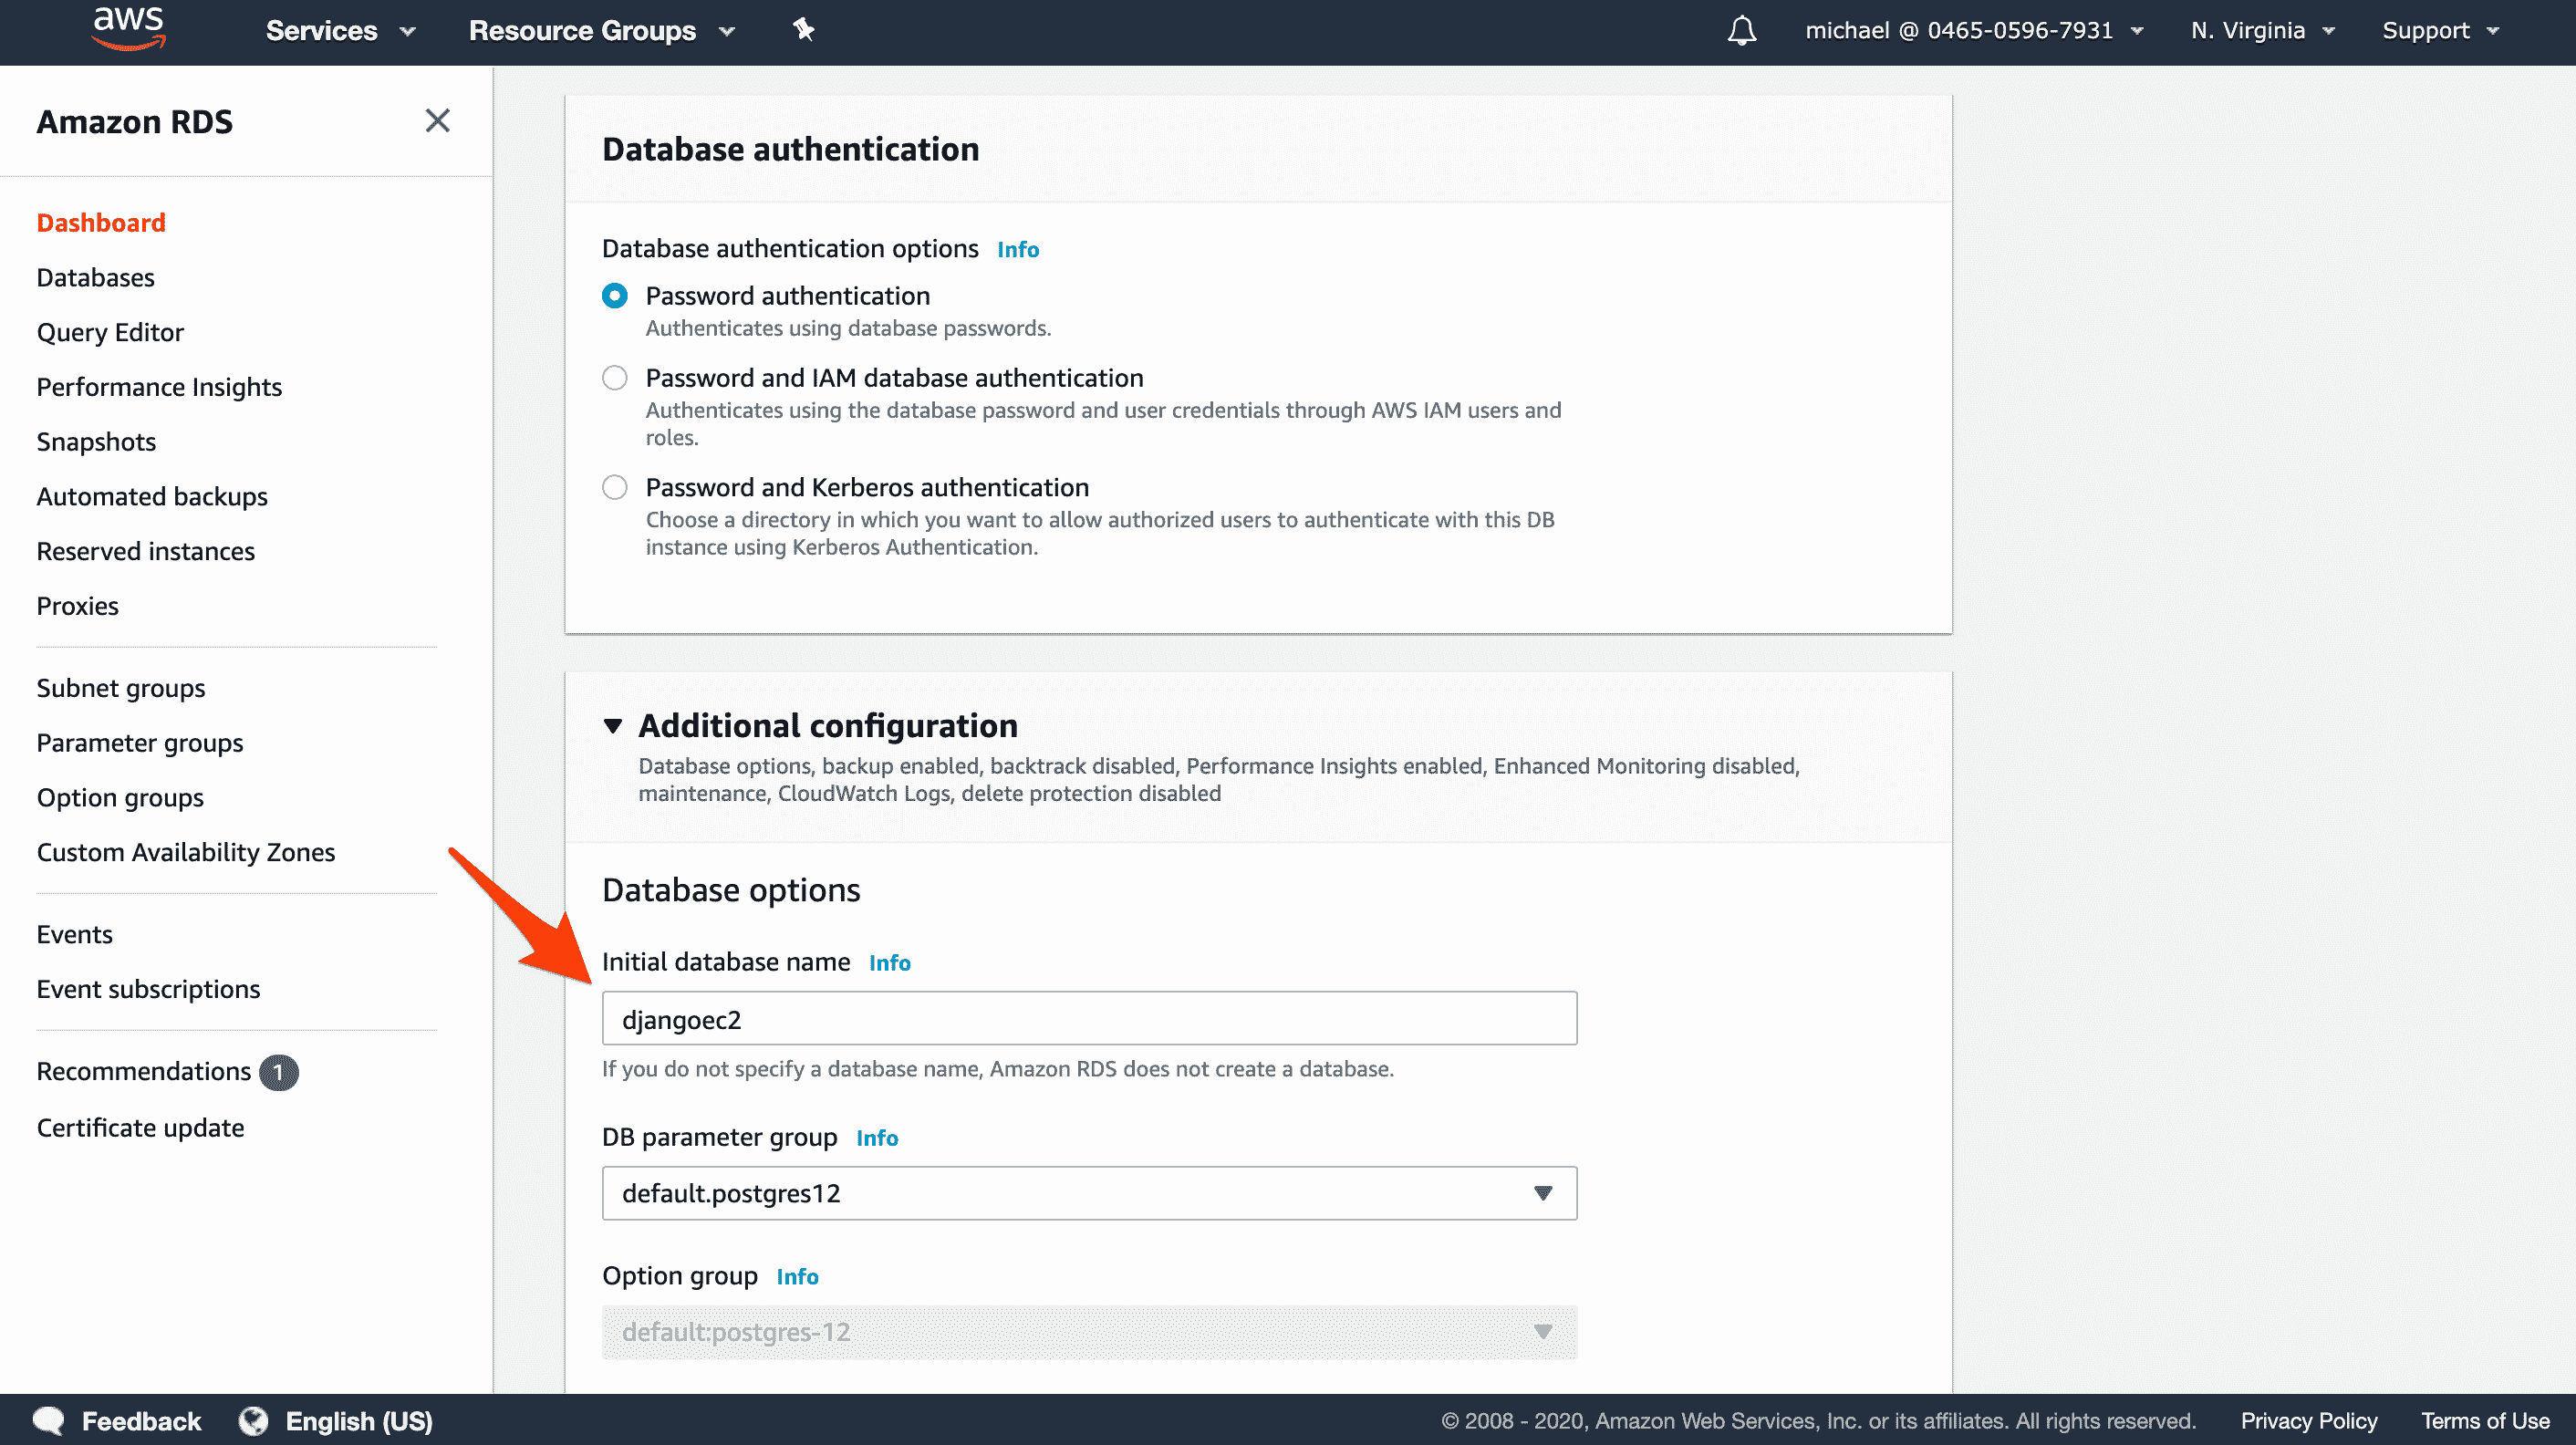 aws Services Resource Groups michael @ 0465-0596-7931 N. Virginia Support
Amazon RDS
Dashboard
Databases
Query Editor
Performance Insights
Snapshots
Automated backups
Reserved instances
Proxies
Subnet groups
Parameter groups
Option groups
Custom Availability Zones
Events
Event subscriptions
Recommendations 1
Certificate update
Database authentication
Database authentication options Info
Password authentication
Authenticates using database passwords.
Password and IAM database authentication
Authenticates using the database password and user credentials through AWS IAM users and
roles.
Password and Kerberos authentication
Choose a directory in which you want to allow authorized users to authenticate with this DB
instance using Kerberos Authentication.
Additional configuration
Database options, backup enabled, backtrack disabled, Performance Insights enabled, Enhanced Monitoring disabled,
maintenance, CloudWatch Logs, delete protection disabled
Database options
Initial database name Info
djangoec2
If you do not specify a database name, Amazon RDS does not create a database.
DB parameter group Info
default.postgres12
Option group Info
default:postgres-12
Feedback English (US) © 2008 - 2020, Amazon Web Services, Inc. or its affiliates. All rights reserved. Privacy Policy Terms of Use